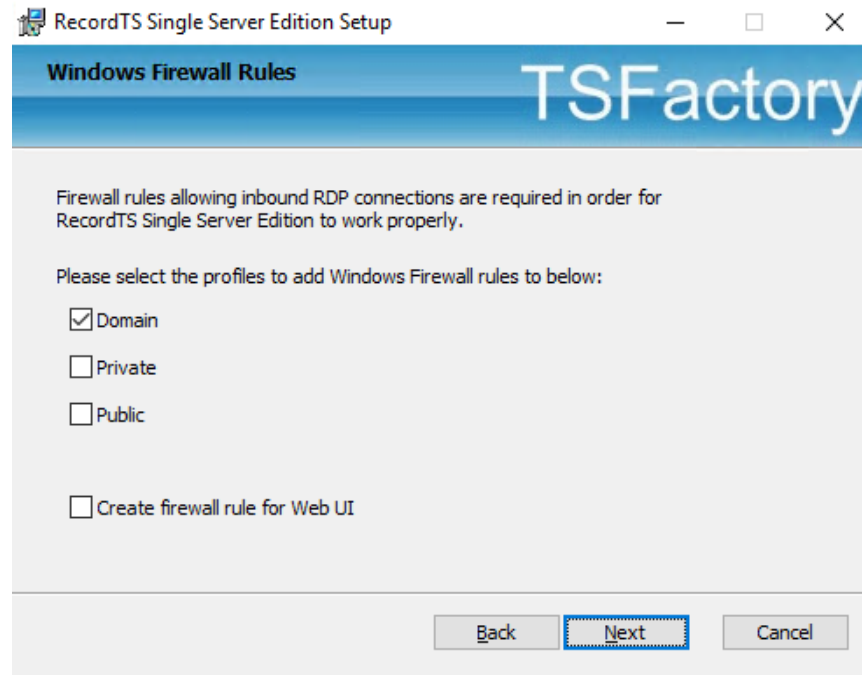 RecordTS Single Server Edition Setup
Windows Firewall Rules
TSFactory
Firewall rules allowing inbound RDP connections are required in order for
RecordTS Single Server Edition to work properly.
Please select the profiles to add Windows Firewall rules to below:
Domain
Private
Public
Create firewall rule for Web UI
Back
Next
Cancel